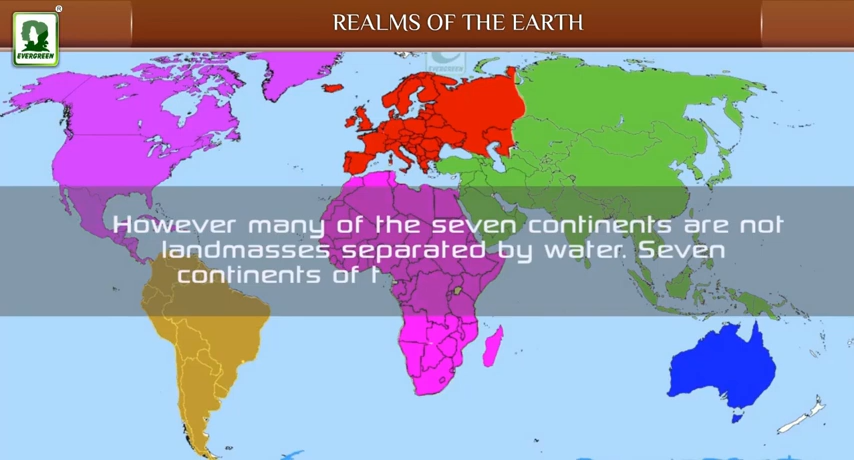 REALMS OF THE EARTH
EVERGREEN
EVERGREEN
However many of the seven continents are not
landmasses separated by water. Seven
continents of t